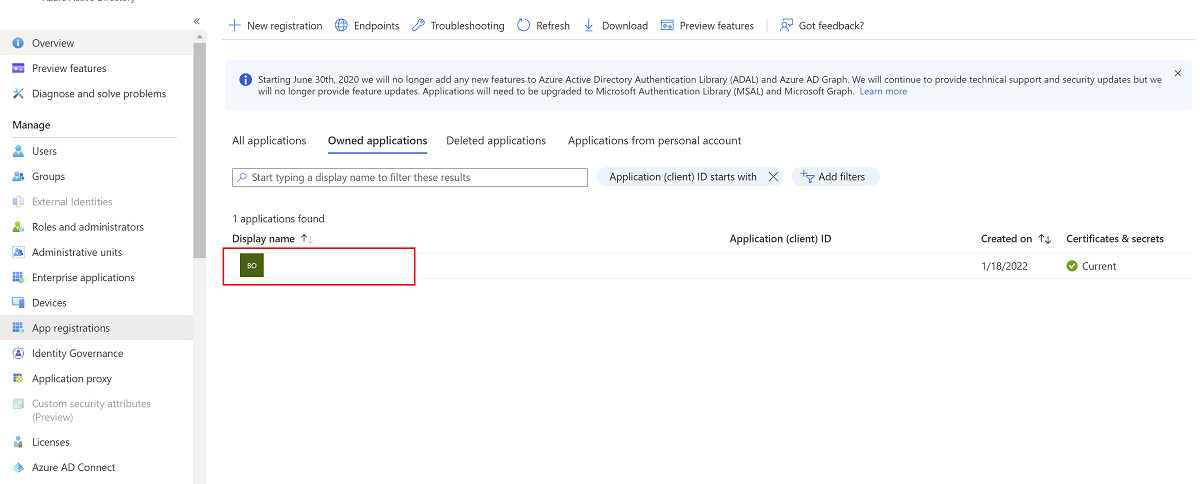 «
Overview
Preview features
Diagnose and solve problems
Manage
Users
Groups
External Identities
Roles and administrators
Administrative units
Enterprise applications
Devices
App registrations
Identity Governance
Application proxy
Custom security attributes
(Preview)
Licenses
Azure AD Connect
New registration Endpoints Troubleshooting Refresh Download Preview features Got feedback?
Starting June 30th, 2020 we will no longer add any new features to Azure Active Directory Authentication Library (ADAL) and Azure AD Graph. We will continue to provide technical support and security updates but we
will no longer provide feature updates. Applications will need to be upgraded to Microsoft Authentication Library (MSAL) and Microsoft Graph. Learn more
All applications Owned applications Deleted applications Applications from personal account
Start typing a display name to filter these results Application (client) ID starts with Add filters
1 applications found
Display name Application (client) ID Created on Certificates & secrets
BO 1/18/2022 Current